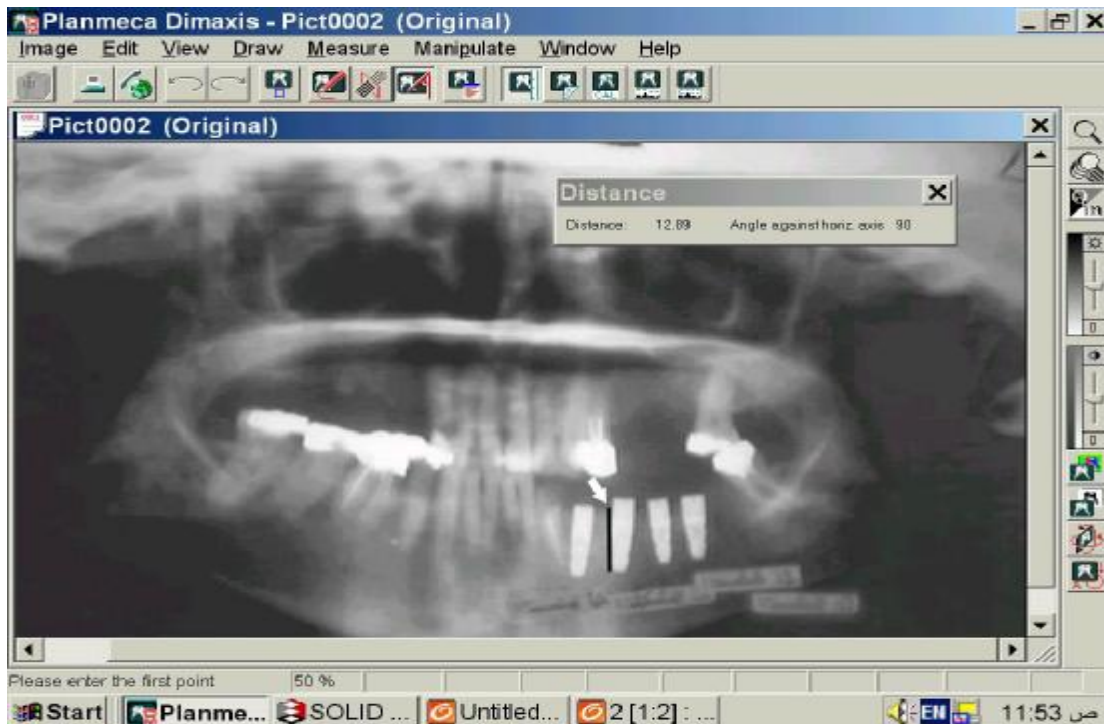 Planmeca Dimaxis - Pict0002 (Original)
Image Edit View Draw Measure Manipulate Window Help
Pict0002 (Original)
Distance
Distance: 12.89 Angle against horiz. axis 90
Please enter the first point 50 %
Start Planme... SOLID ... Untitled... 2 [1:2] : ... EN 11:53 ص